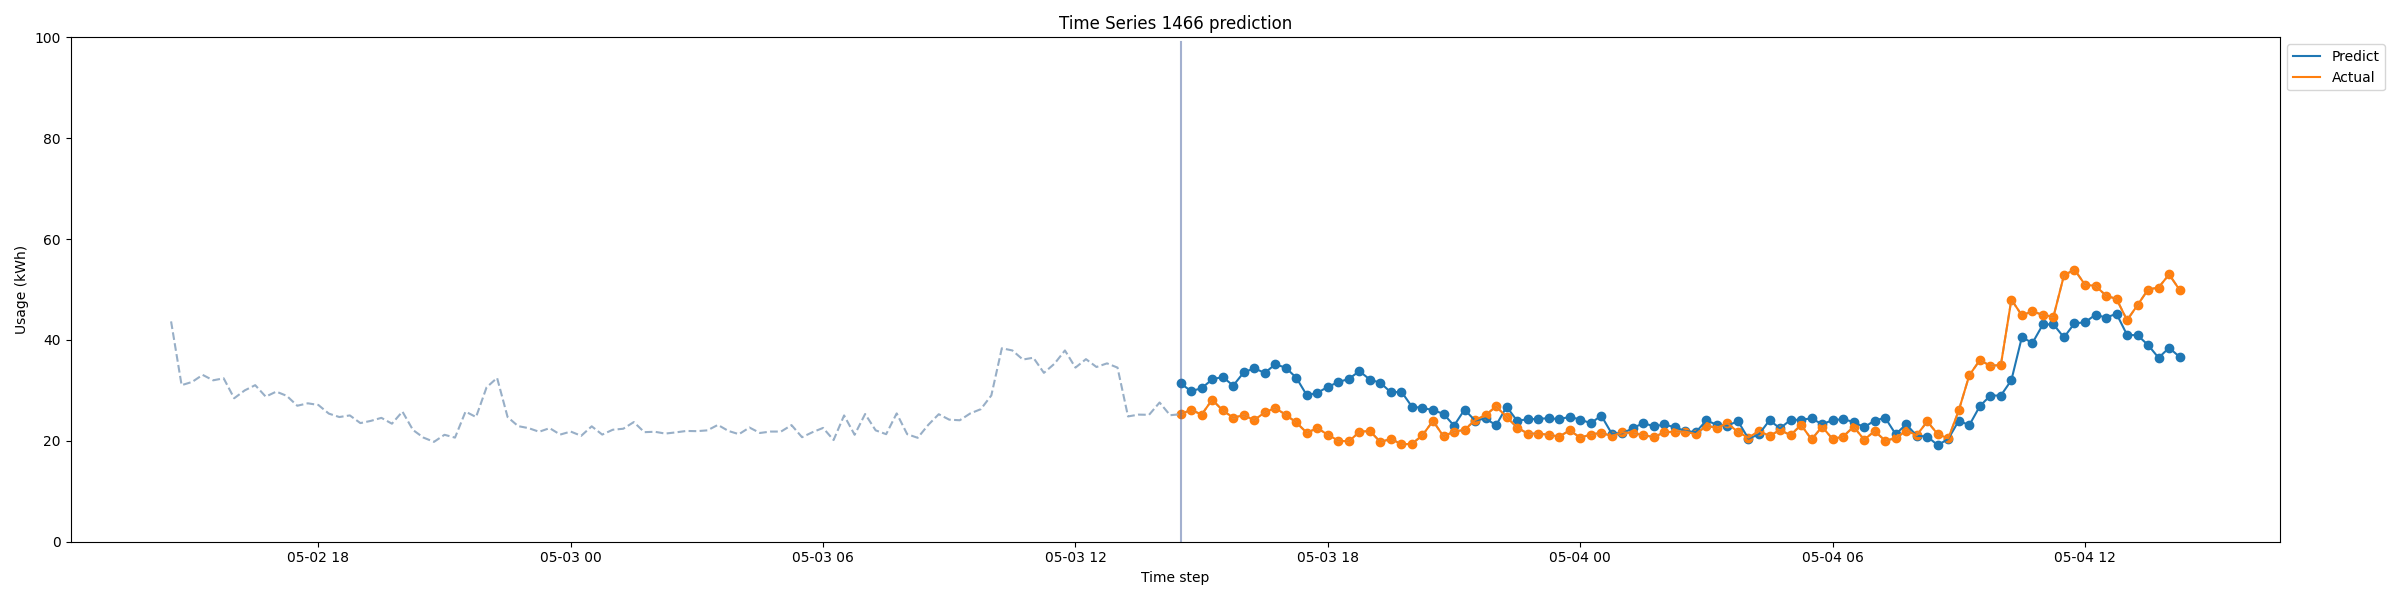 Time Series 1466 prediction
100
80
60
40
20
0
Usage (kWh)
05-02 18
05-03 00
05-03 06
05-03 12
05-03 18
05-04 00
05-04 06
05-04 12
Time step
Predict
Actual